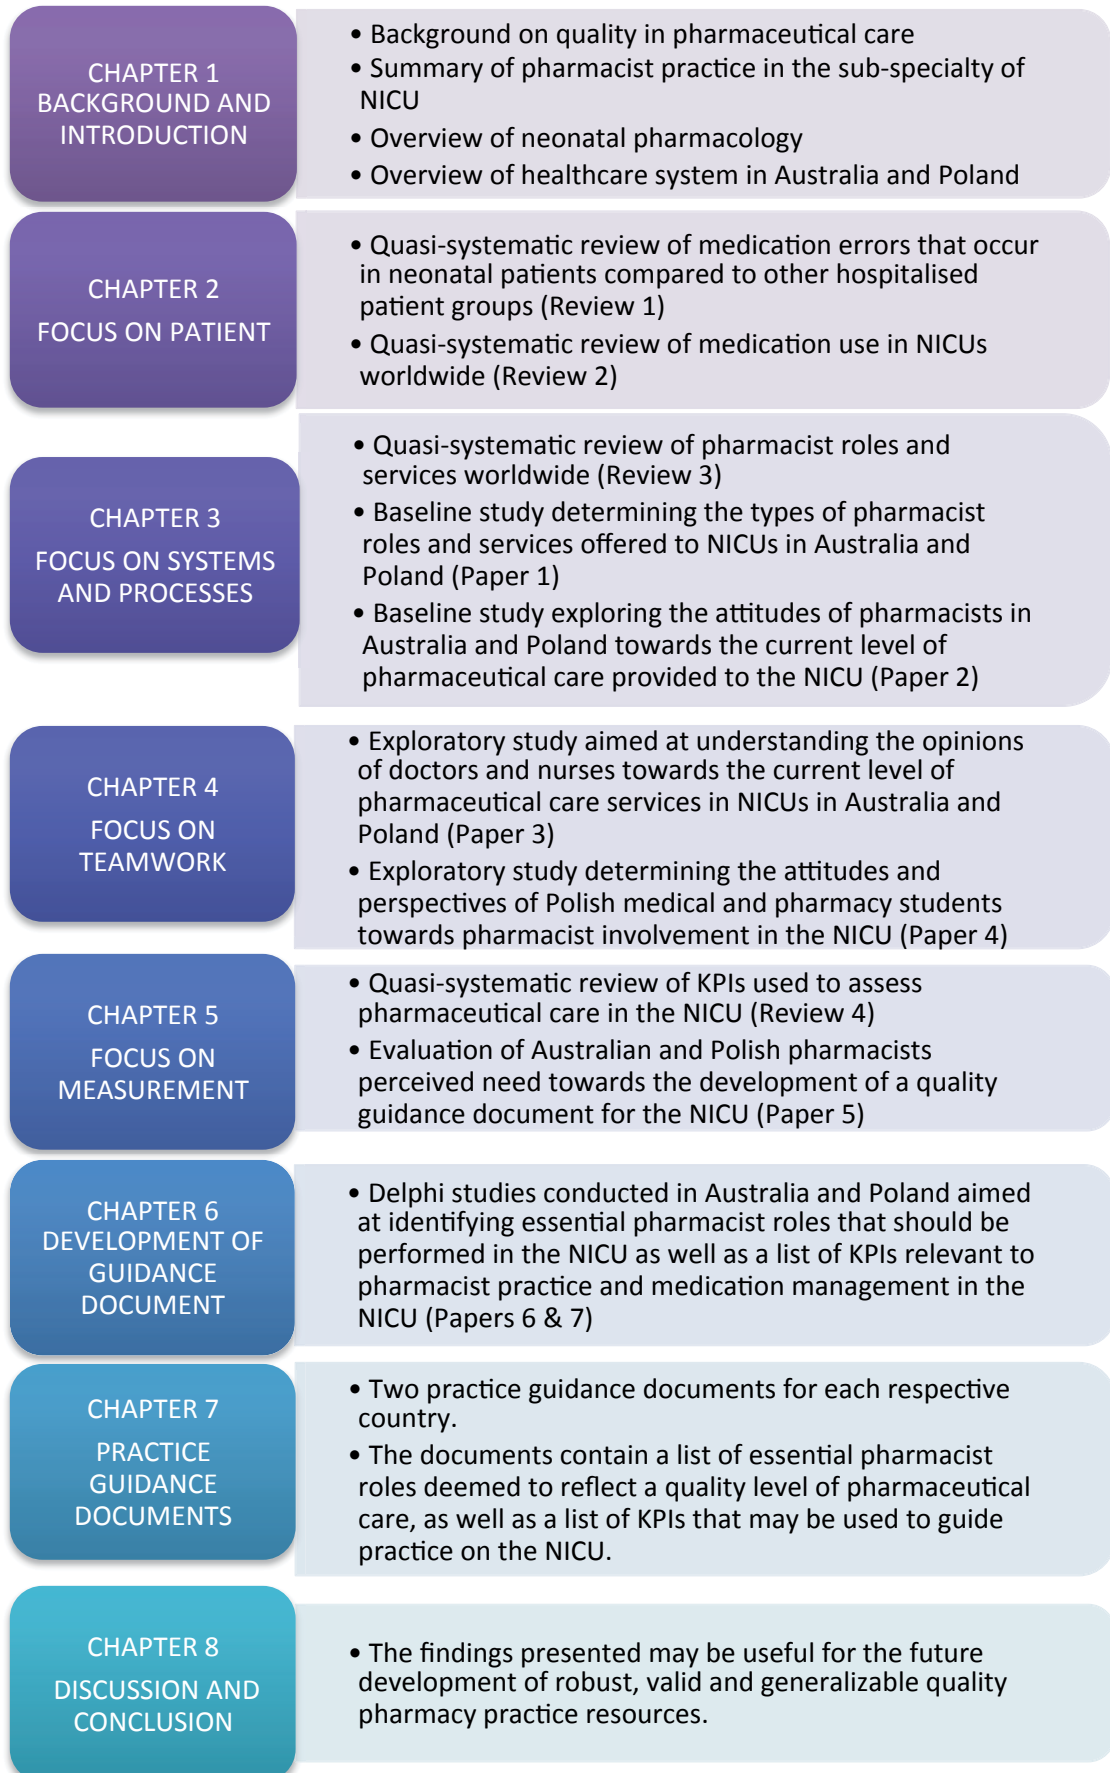 CHAPTER 1
BACKGROUND AND
INTRODUCTION
• Background on quality in pharmaceutical care
• Summary of pharmacist practice in the sub-specialty of
NICU
• Overview of neonatal pharmacology
• Overview of healthcare system in Australia and Poland
CHAPTER 2
FOCUS ON PATIENT
• Quasi-systematic review of medication errors that occur
in neonatal patients compared to other hospitalised
patient groups (Review 1)
• Quasi-systematic review of medication use in NICUs
worldwide (Review 2)
CHAPTER 3
FOCUS ON SYSTEMS
AND PROCESSES
• Quasi-systematic review of pharmacist roles and
services worldwide (Review 3)
• Baseline study determining the types of pharmacist
roles and services offered to NICUs in Australia and
Poland (Paper 1)
• Baseline study exploring the attitudes of pharmacists in
Australia and Poland towards the current level of
pharmaceutical care provided to the NICU (Paper 2)
CHAPTER 4
FOCUS ON
TEAMWORK
• Exploratory study aimed at understanding the opinions
of doctors and nurses towards the current level of
pharmaceutical care services in NICUs in Australia and
Poland (Paper 3)
• Exploratory study determining the attitudes and
perspectives of Polish medical and pharmacy students
towards pharmacist involvement in the NICU (Paper 4)
CHAPTER 5
FOCUS ON
MEASUREMENT
• Quasi-systematic review of KPIs used to assess
pharmaceutical care in the NICU (Review 4)
• Evaluation of Australian and Polish pharmacists
perceived need towards the development of a quality
guidance document for the NICU (Paper 5)
CHAPTER 6
DEVELOPMENT OF
GUIDANCE
DOCUMENT
• Delphi studies conducted in Australia and Poland aimed
at identifying essential pharmacist roles that should be
performed in the NICU as well as a list of KPIs relevant to
pharmacist practice and medication management in the
NICU (Papers 6 & 7)
CHAPTER 7
PRACTICE
GUIDANCE
DOCUMENTS
• Two practice guidance documents for each respective
country.
• The documents contain a list of essential pharmacist
roles deemed to reflect a quality level of pharmaceutical
care, as well as a list of KPIs that may be used to guide
practice on the NICU.
CHAPTER 8
DISCUSSION AND
CONCLUSION
• The findings presented may be useful for the future
development of robust, valid and generalizable quality
pharmacy practice resources.